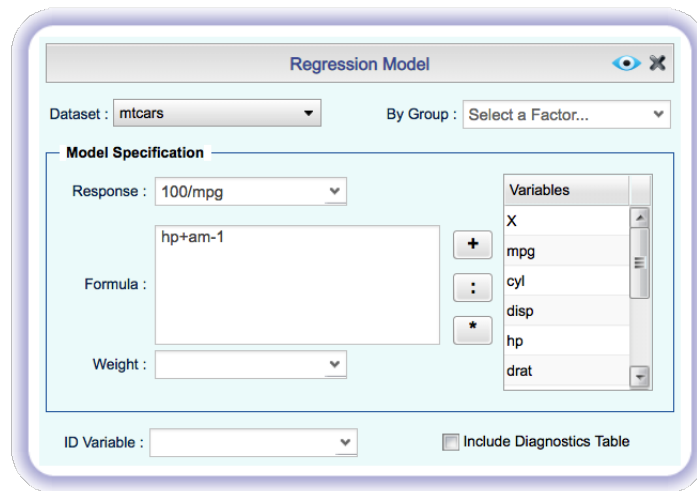 Regression Model
Dataset : mtcars By Group : Select a Factor...
Model Specification
Response : 100/mpg
Formula : hp+am-1
Weight :
+
:
*
Variables
X
mpg
cyl
disp
hp
drat
ID Variable : Include Diagnostics Table